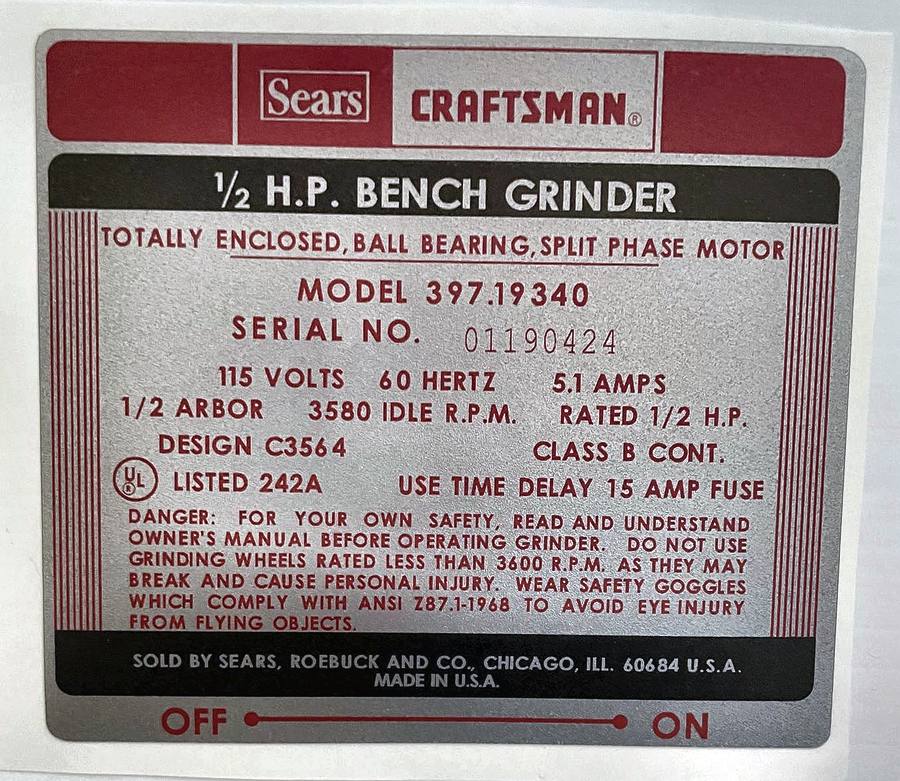 Sears CRAFTSMAN®
½ H.P. BENCH GRINDER
TOTALLY ENCLOSED, BALL BEARING, SPLIT PHASE MOTOR
MODEL 397.19340
SERIAL NO. 01190424
115 VOLTS 60 HERTZ 5.1 AMPS
1/2 ARBOR 3580 IDLE R.P.M. RATED 1/2 H.P.
DESIGN C3564 CLASS B CONT.
UL® LISTED 242A USE TIME DELAY 15 AMP FUSE
DANGER: FOR YOUR OWN SAFETY, READ AND UNDERSTAND
OWNER'S MANUAL BEFORE OPERATING GRINDER. DO NOT USE
GRINDING WHEELS RATED LESS THAN 3600 R.P.M. AS THEY MAY
BREAK AND CAUSE PERSONAL INJURY. WEAR SAFETY GOGGLES
WHICH COMPLY WITH ANSI Z87.1-1968 TO AVOID EYE INJURY
FROM FLYING OBJECTS.
SOLD BY SEARS, ROEBUCK AND CO., CHICAGO, ILL. 60684 U.S.A.
MADE IN U.S.A.
OFF ON